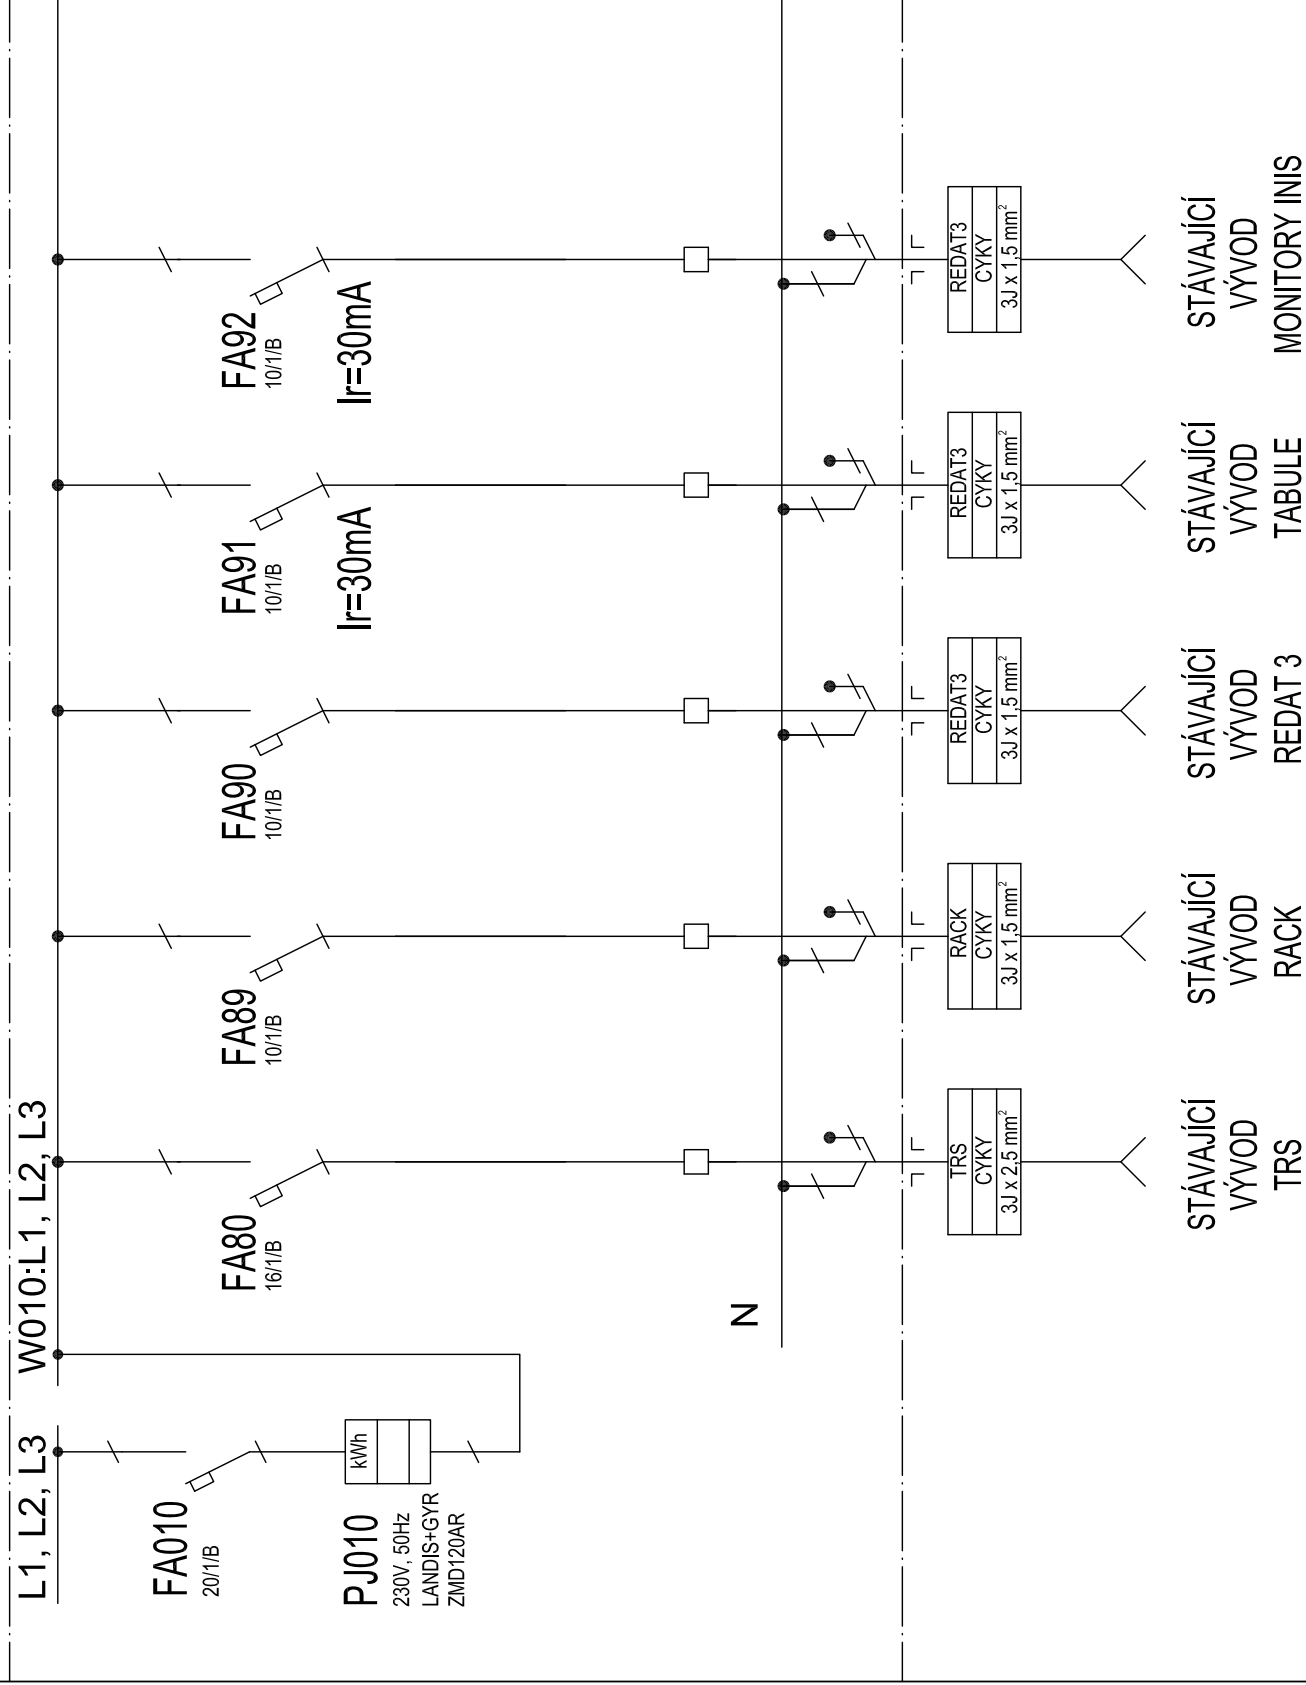 L1, L2, L3
W010:L1, L2, L3
FA010
20/1/B
PJ010
230V, 50Hz
LANDIS+GYR
ZMD120AR
kWh
FA80
16/1/B
FA89
10/1/B
FA90
10/1/B
FA91
10/1/B
Ir=30mA
FA92
10/1/B
Ir=30mA
N
TRS
CYKY
3J x 2,5 mm²
RACK
CYKY
3J x 1,5 mm²
REDAT3
CYKY
3J x 1,5 mm²
REDAT3
CYKY
3J x 1,5 mm²
REDAT3
CYKY
3J x 1,5 mm²
STÁVAJÍCÍ
VÝVOD
TRS
STÁVAJÍCÍ
VÝVOD
RACK
STÁVAJÍCÍ
VÝVOD
REDAT 3
STÁVAJÍCÍ
VÝVOD
TABULE
STÁVAJÍCÍ
VÝVOD
MONITORY INIS